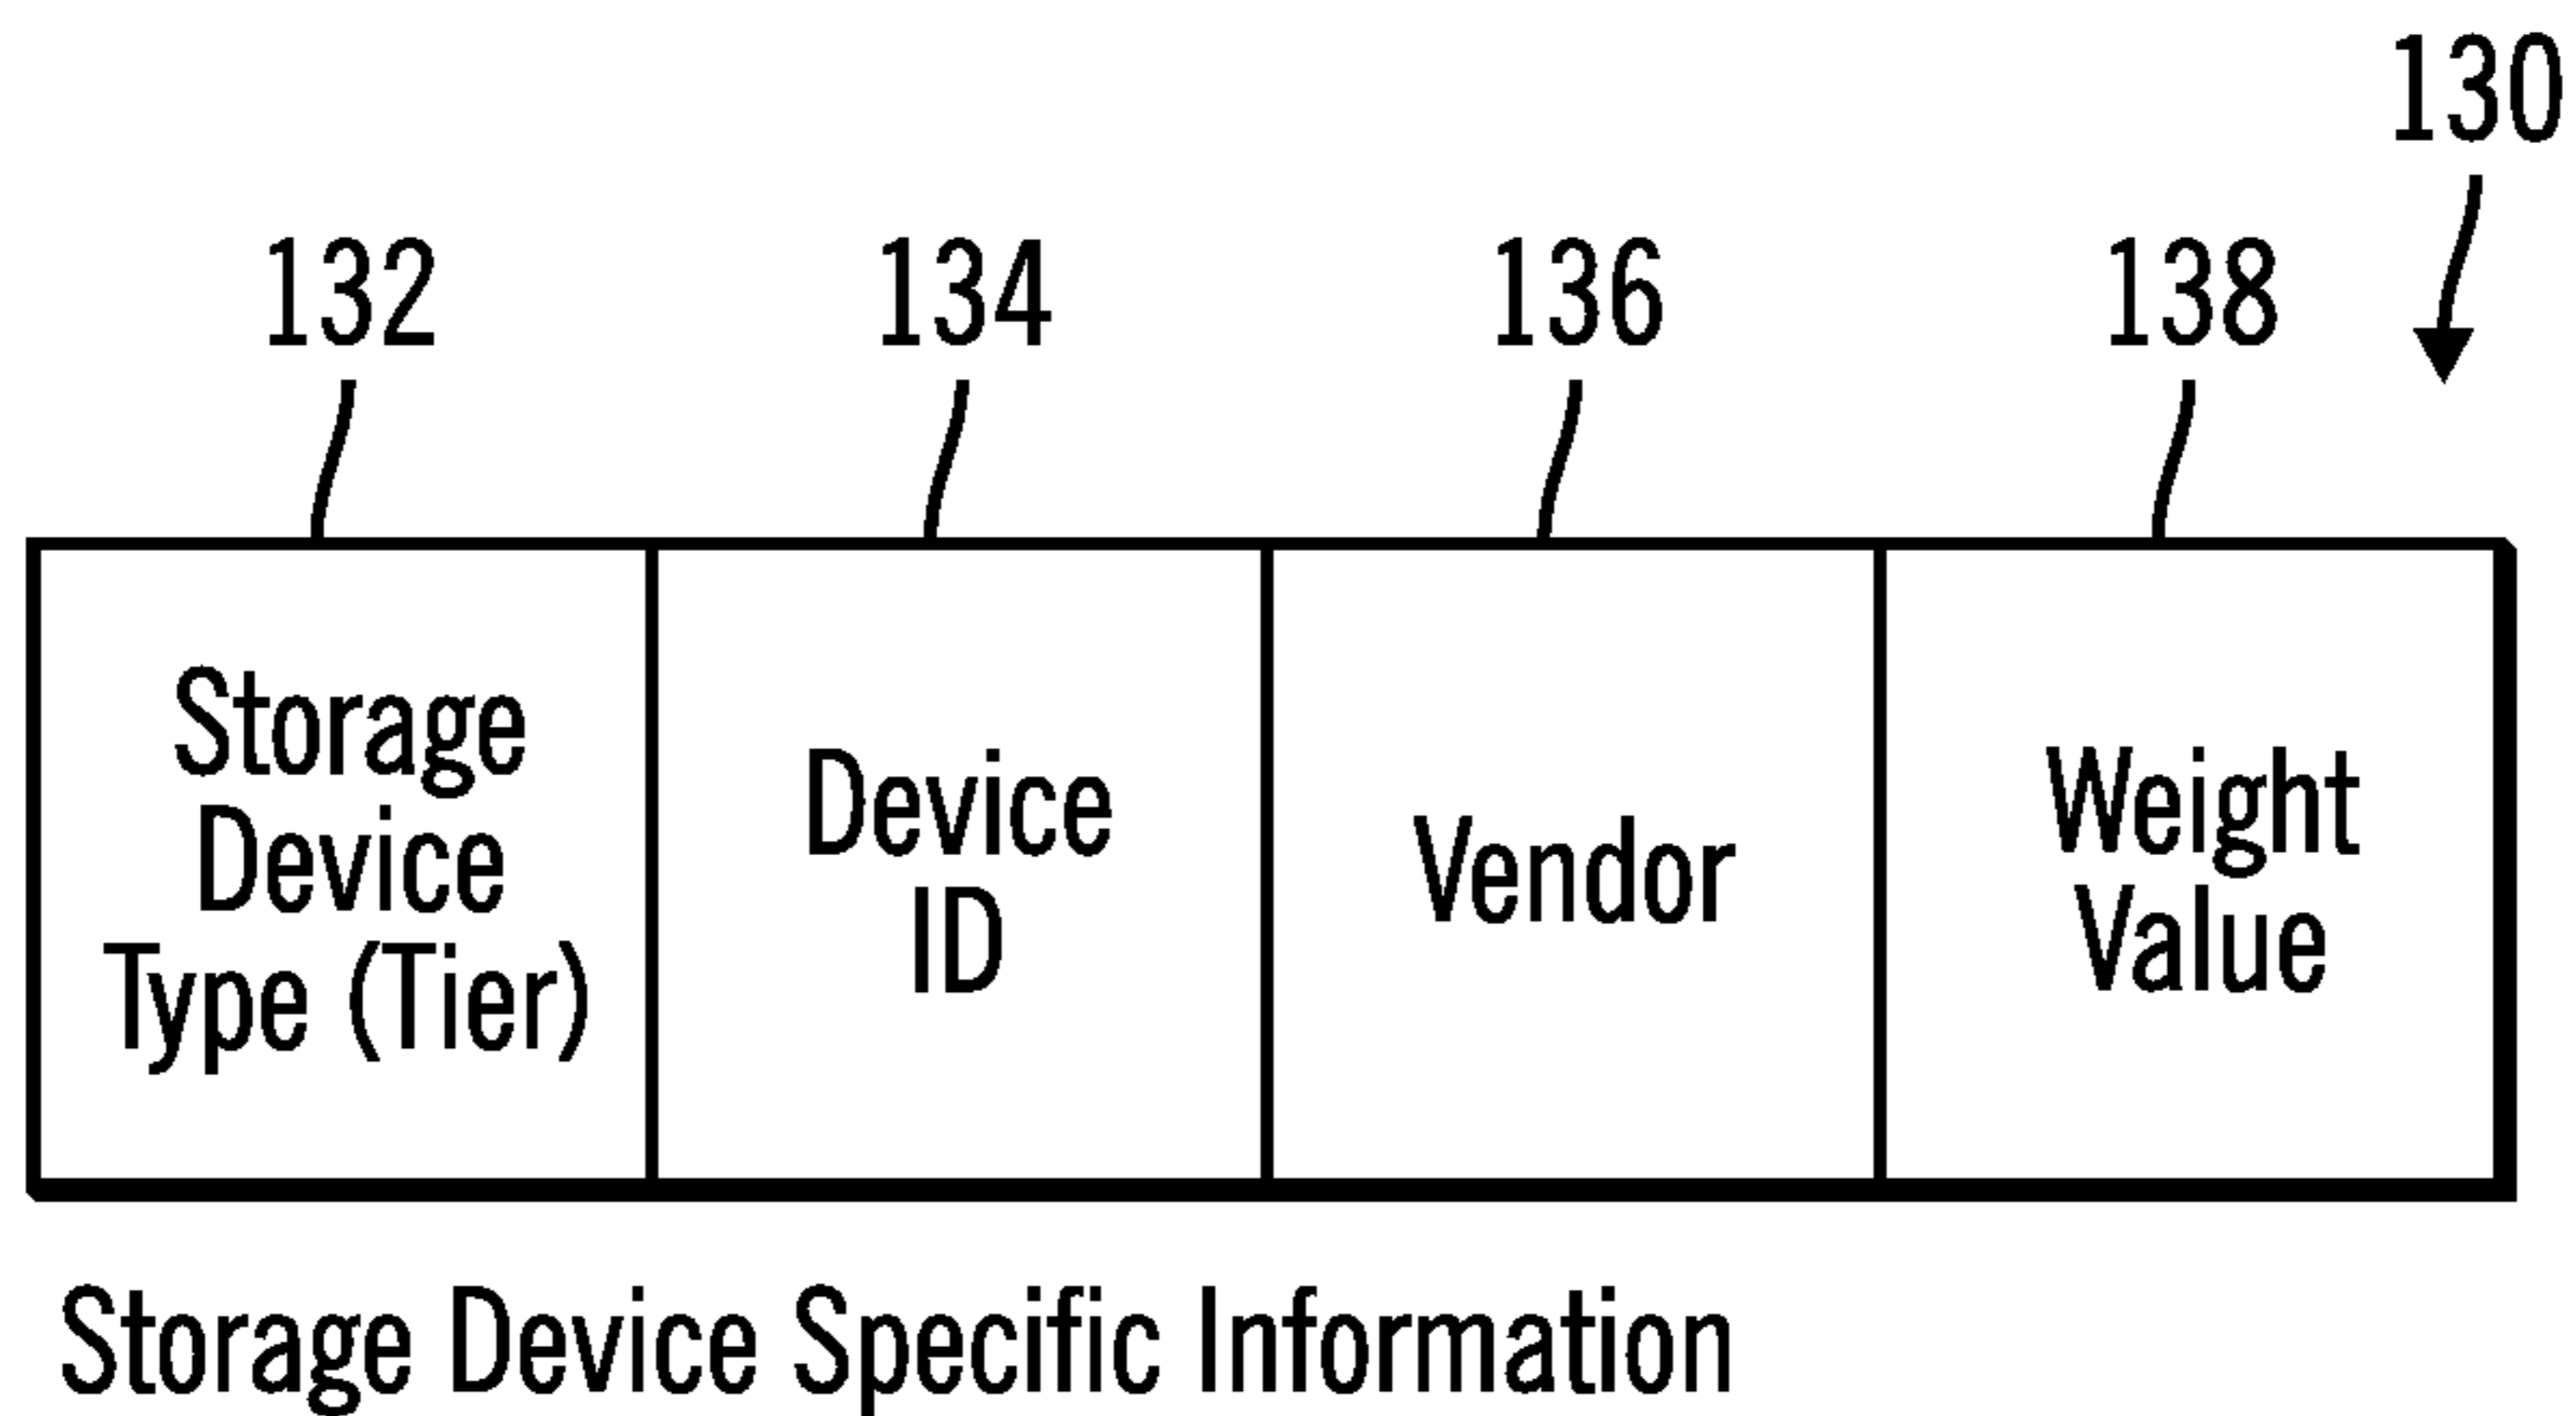 130
132 134 136 138
Storage
Device
Type (Tier)
Device
ID
Vendor
Weight
Value
Storage Device Specific Information